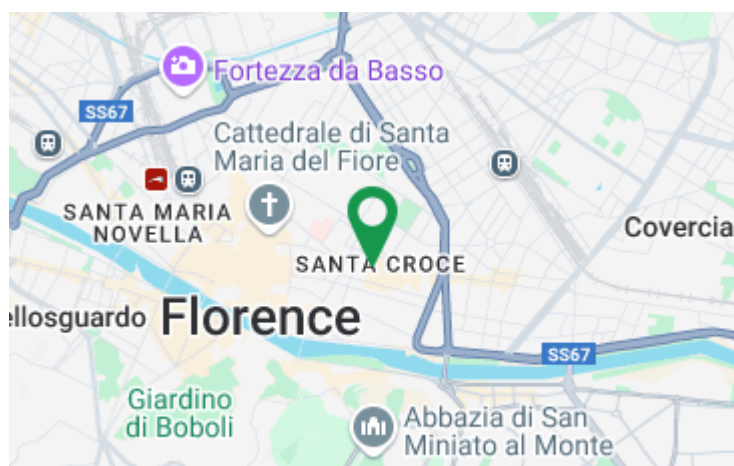 Fortezza da Basso
SS67
Cattedrale di Santa
Maria del Fiore
SANTA MARIA
NOVELLA
Covercia
SANTA CROCE
ellosguardo
Florence
SS67
Giardino
di Boboli
Abbazia di San
Miniato al Monte